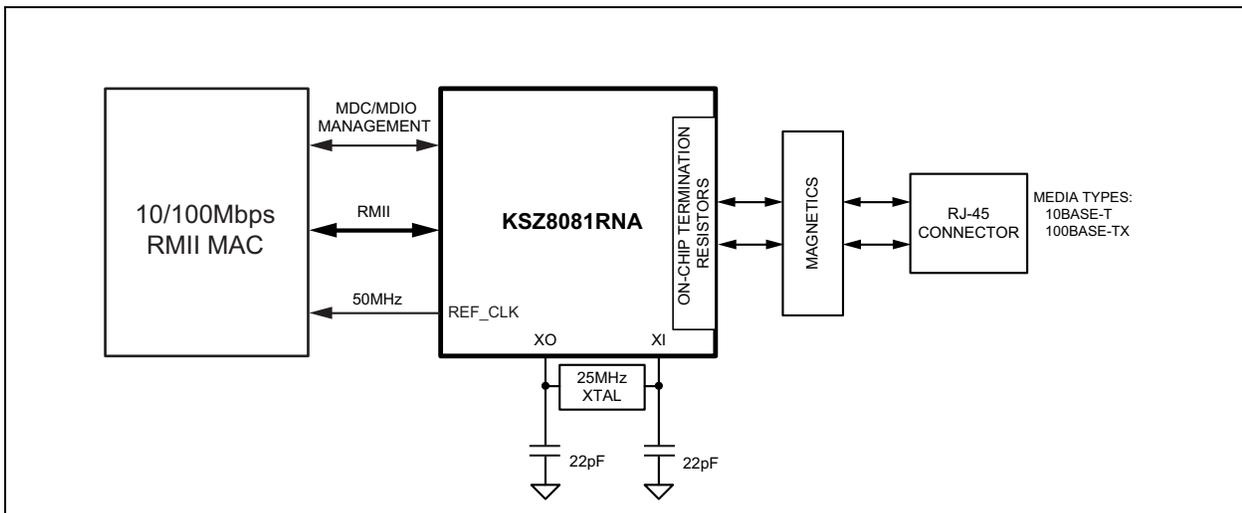 MDC/MDIO
MANAGEMENT
10/100Mbps
RMII MAC
RMII
50MHz
KSZ8081RNA
REF_CLK
XO
XI
ON-CHIP TERMINATION
RESISTORS
MAGNETICS
RJ-45
CONNECTOR
MEDIA TYPES:
10BASE-T
100BASE-TX
25MHz
XTAL
22pF
22pF